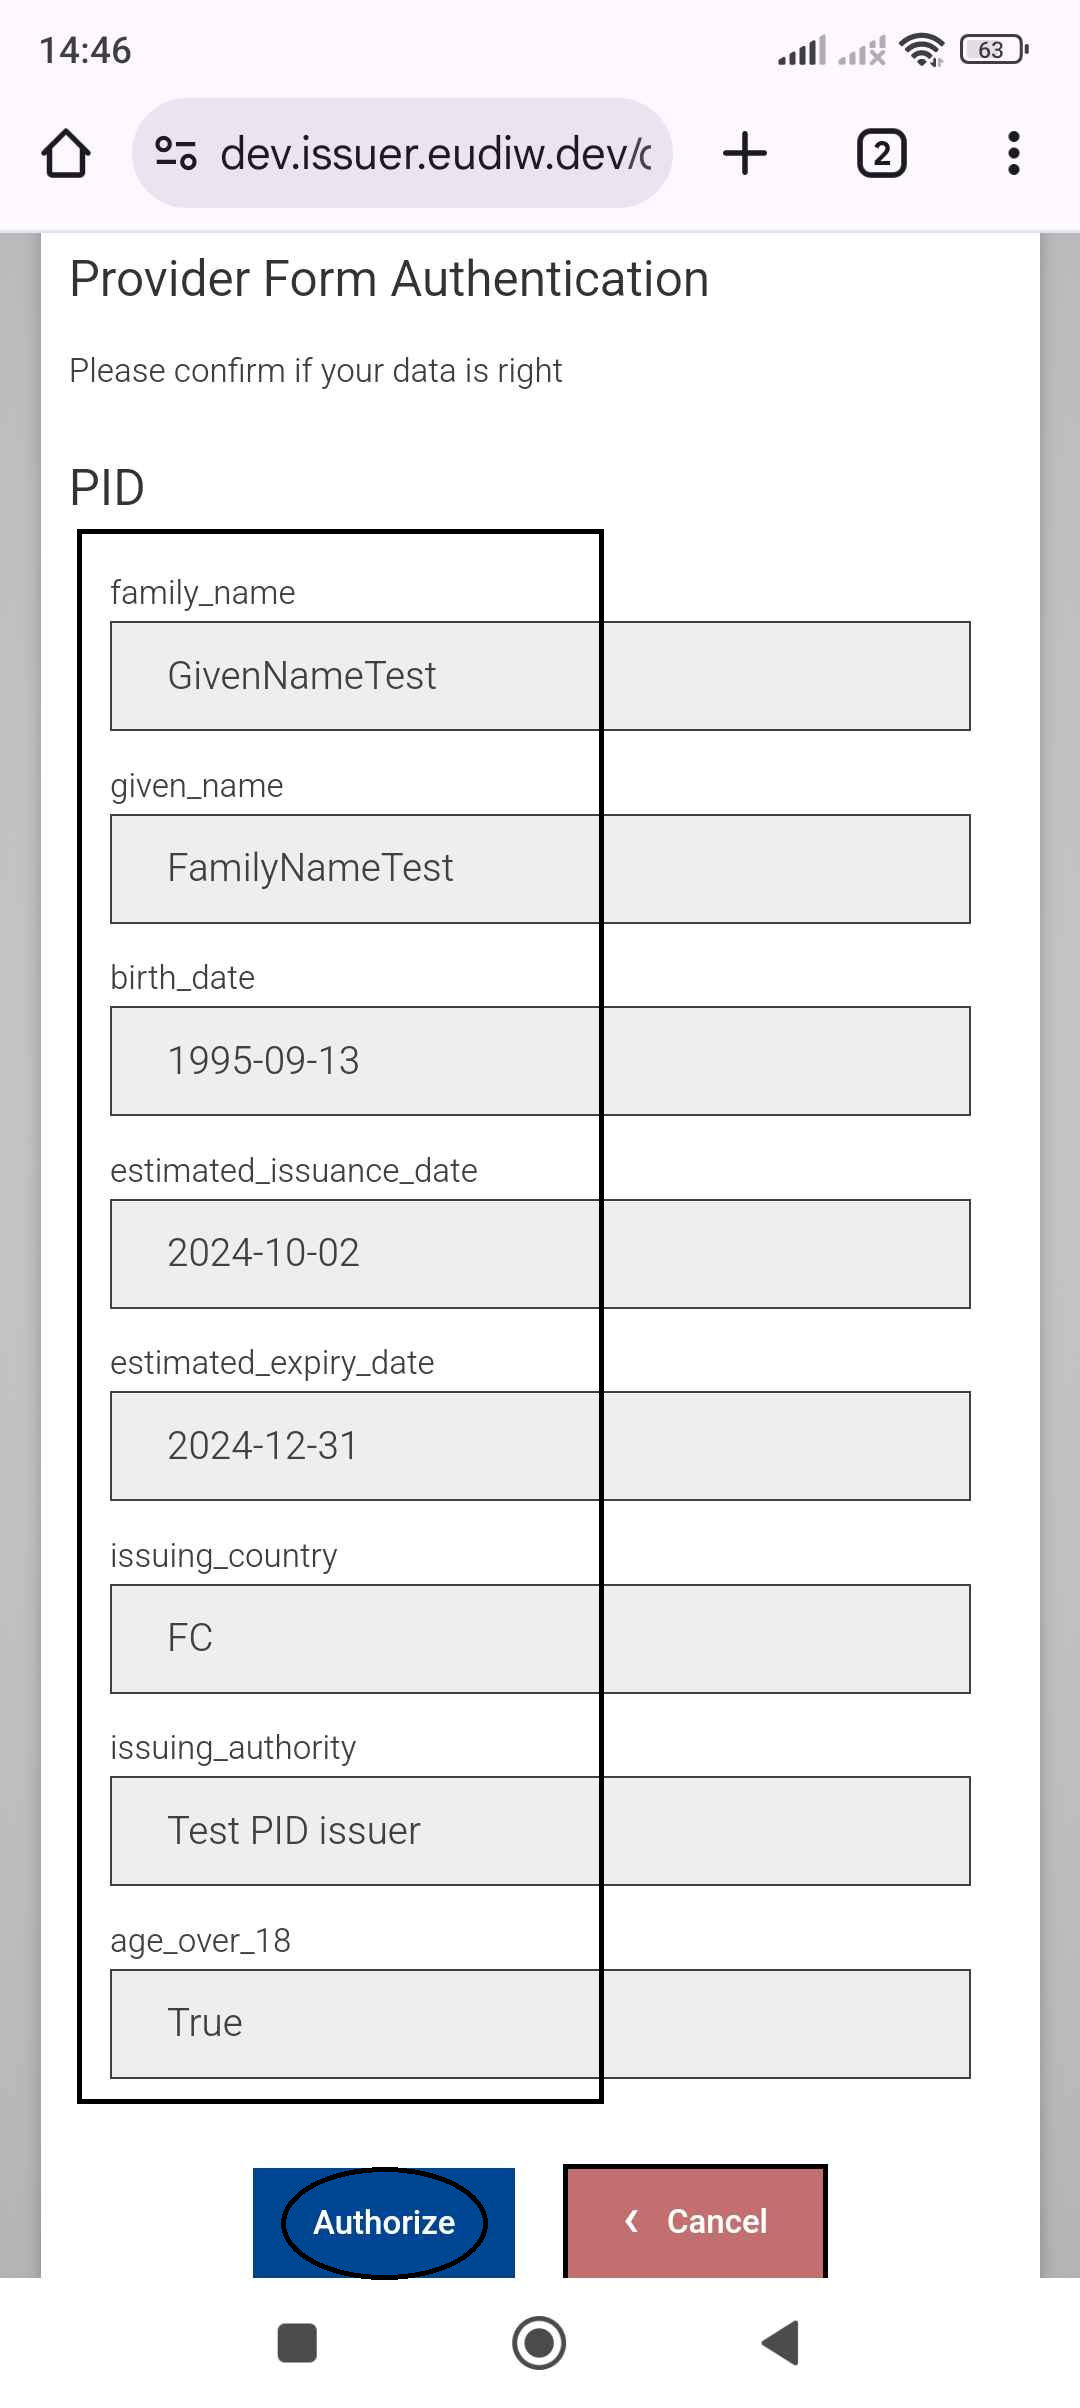 14:46
63
dev.issuer.eudiw.dev/
2
Provider Form Authentication
Please confirm if your data is right
PID
family_name
GivenNameTest
given_name
FamilyNameTest
birth_date
1995-09-13
estimated_issuance_date
2024-10-02
estimated_expiry_date
2024-12-31
issuing_country
FC
issuing_authority
Test PID issuer
age_over_18
True
Authorize
Cancel